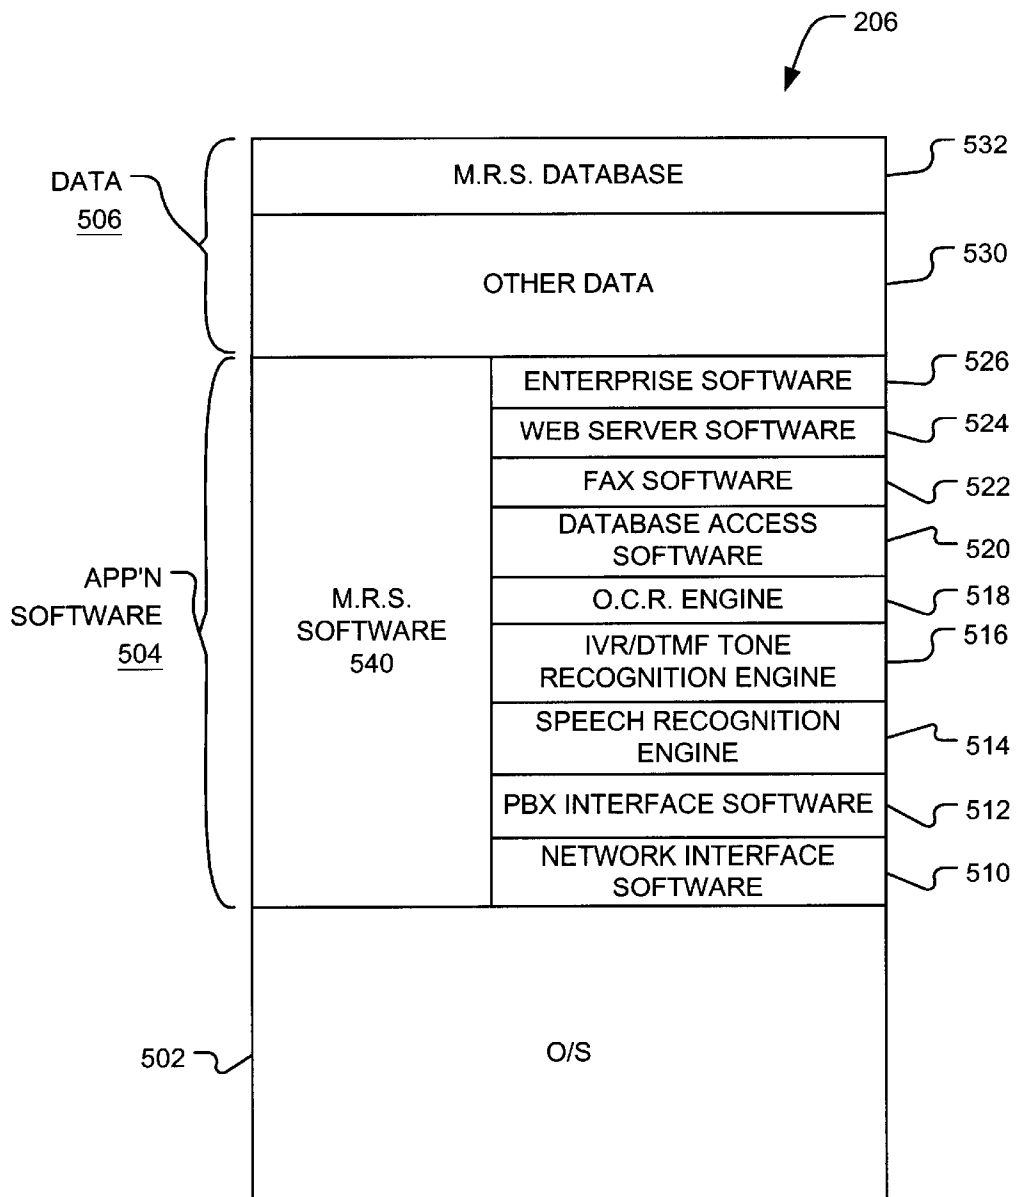 206
M.R.S. DATABASE
532
DATA
506
OTHER DATA
530
ENTERPRISE SOFTWARE
526
WEB SERVER SOFTWARE
524
FAX SOFTWARE
522
DATABASE ACCESS
SOFTWARE
520
APP'N
SOFTWARE
504
M.R.S.
SOFTWARE
540
O.C.R. ENGINE
518
IVR/DTMF TONE
RECOGNITION ENGINE
516
SPEECH RECOGNITION
ENGINE
514
PBX INTERFACE SOFTWARE
512
NETWORK INTERFACE
SOFTWARE
510
502
O/S